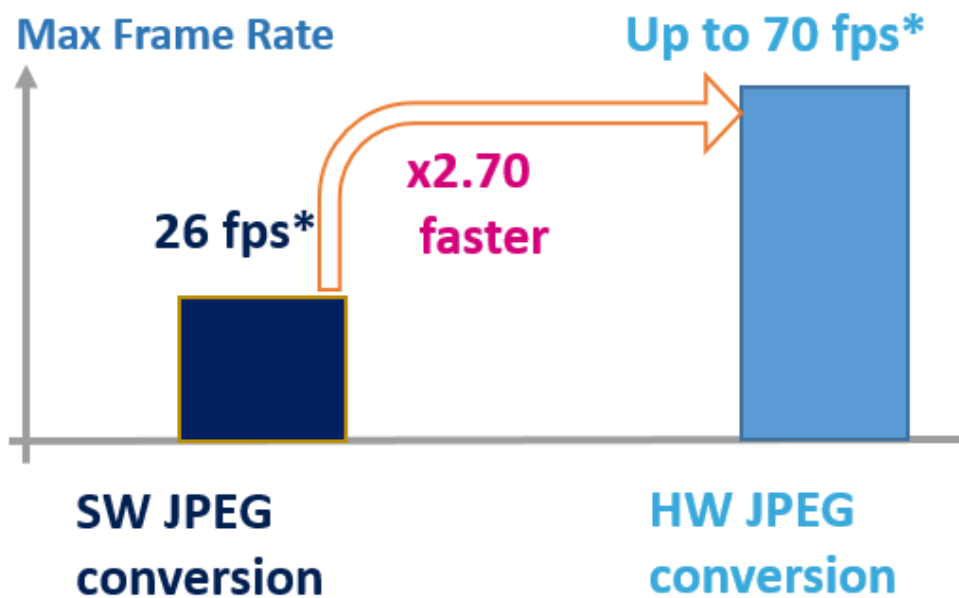 Max Frame Rate
Up to 70 fps*
x2.70
faster
26 fps*
SW JPEG
conversion
HW JPEG
conversion